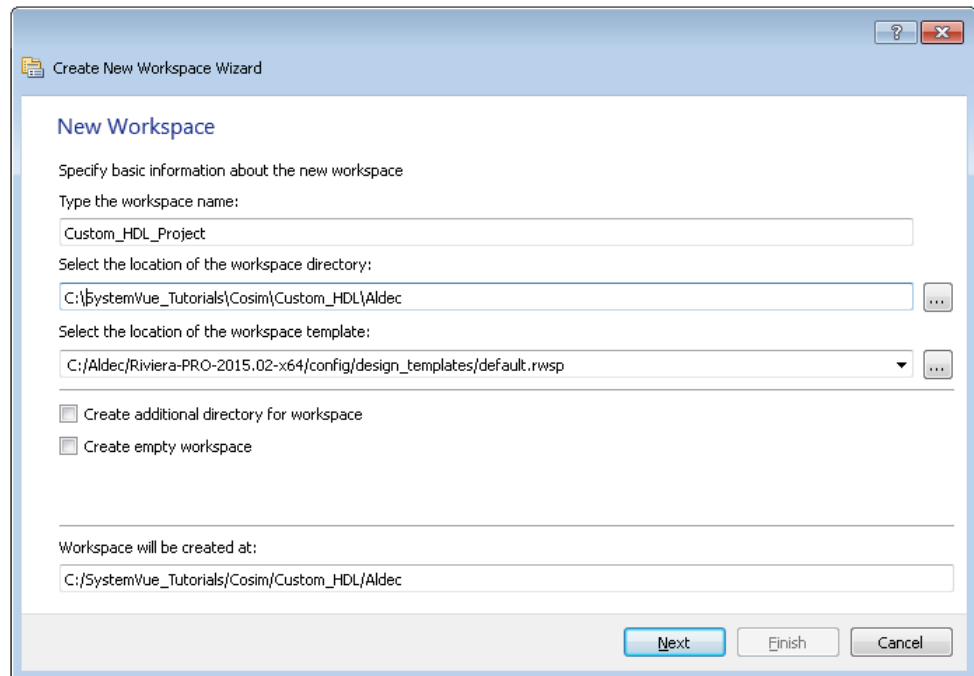 ?
Create New Workspace Wizard
New Workspace
Specify basic information about the new workspace
Type the workspace name:
Custom_HDL_Project
Select the location of the workspace directory:
C:\SystemVue_Tutorials\Cosim\Custom_HDL\Aldec
...
Select the location of the workspace template:
C:/Aldec/Riviera-PRO-2015.02-x64/config/design_templates/default.rwsp
...
Create additional directory for workspace
Create empty workspace
Workspace will be created at:
C:/SystemVue_Tutorials/Cosim/Custom_HDL/Aldec
Next Finish Cancel